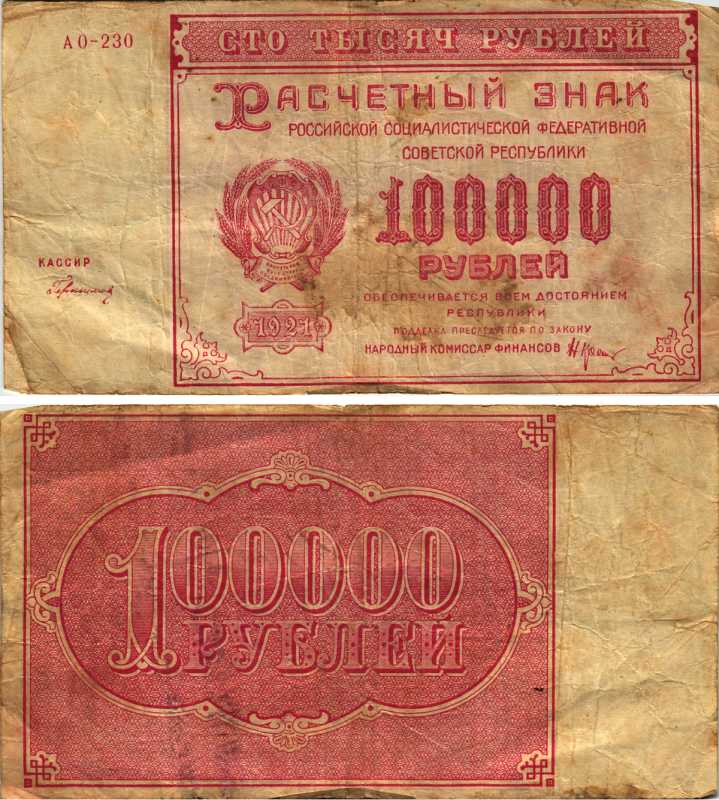 АО-230
СТО ТЫСЯЧ РУБЛЕЙ
РАСЧЕТНЫЙ ЗНАК
РОССИЙСКОЙ СОЦИАЛИСТИЧЕСКОЙ ФЕДЕРАТИВНОЙ
СОВЕТСКОЙ РЕСПУБЛИКИ
100000
РУБЛЕЙ
КАССИР
1921
ОБЕСПЕЧИВАЕТСЯ ВСЕМ ДОСТОЯНИЕМ
РЕСПУБЛИКИ
ПОДДЕЛКА ПРЕСЛЕДУЕТСЯ ПО ЗАКОНУ
НАРОДНЫЙ КОМИССАР ФИНАНСОВ
100000
РУБЛЕЙ